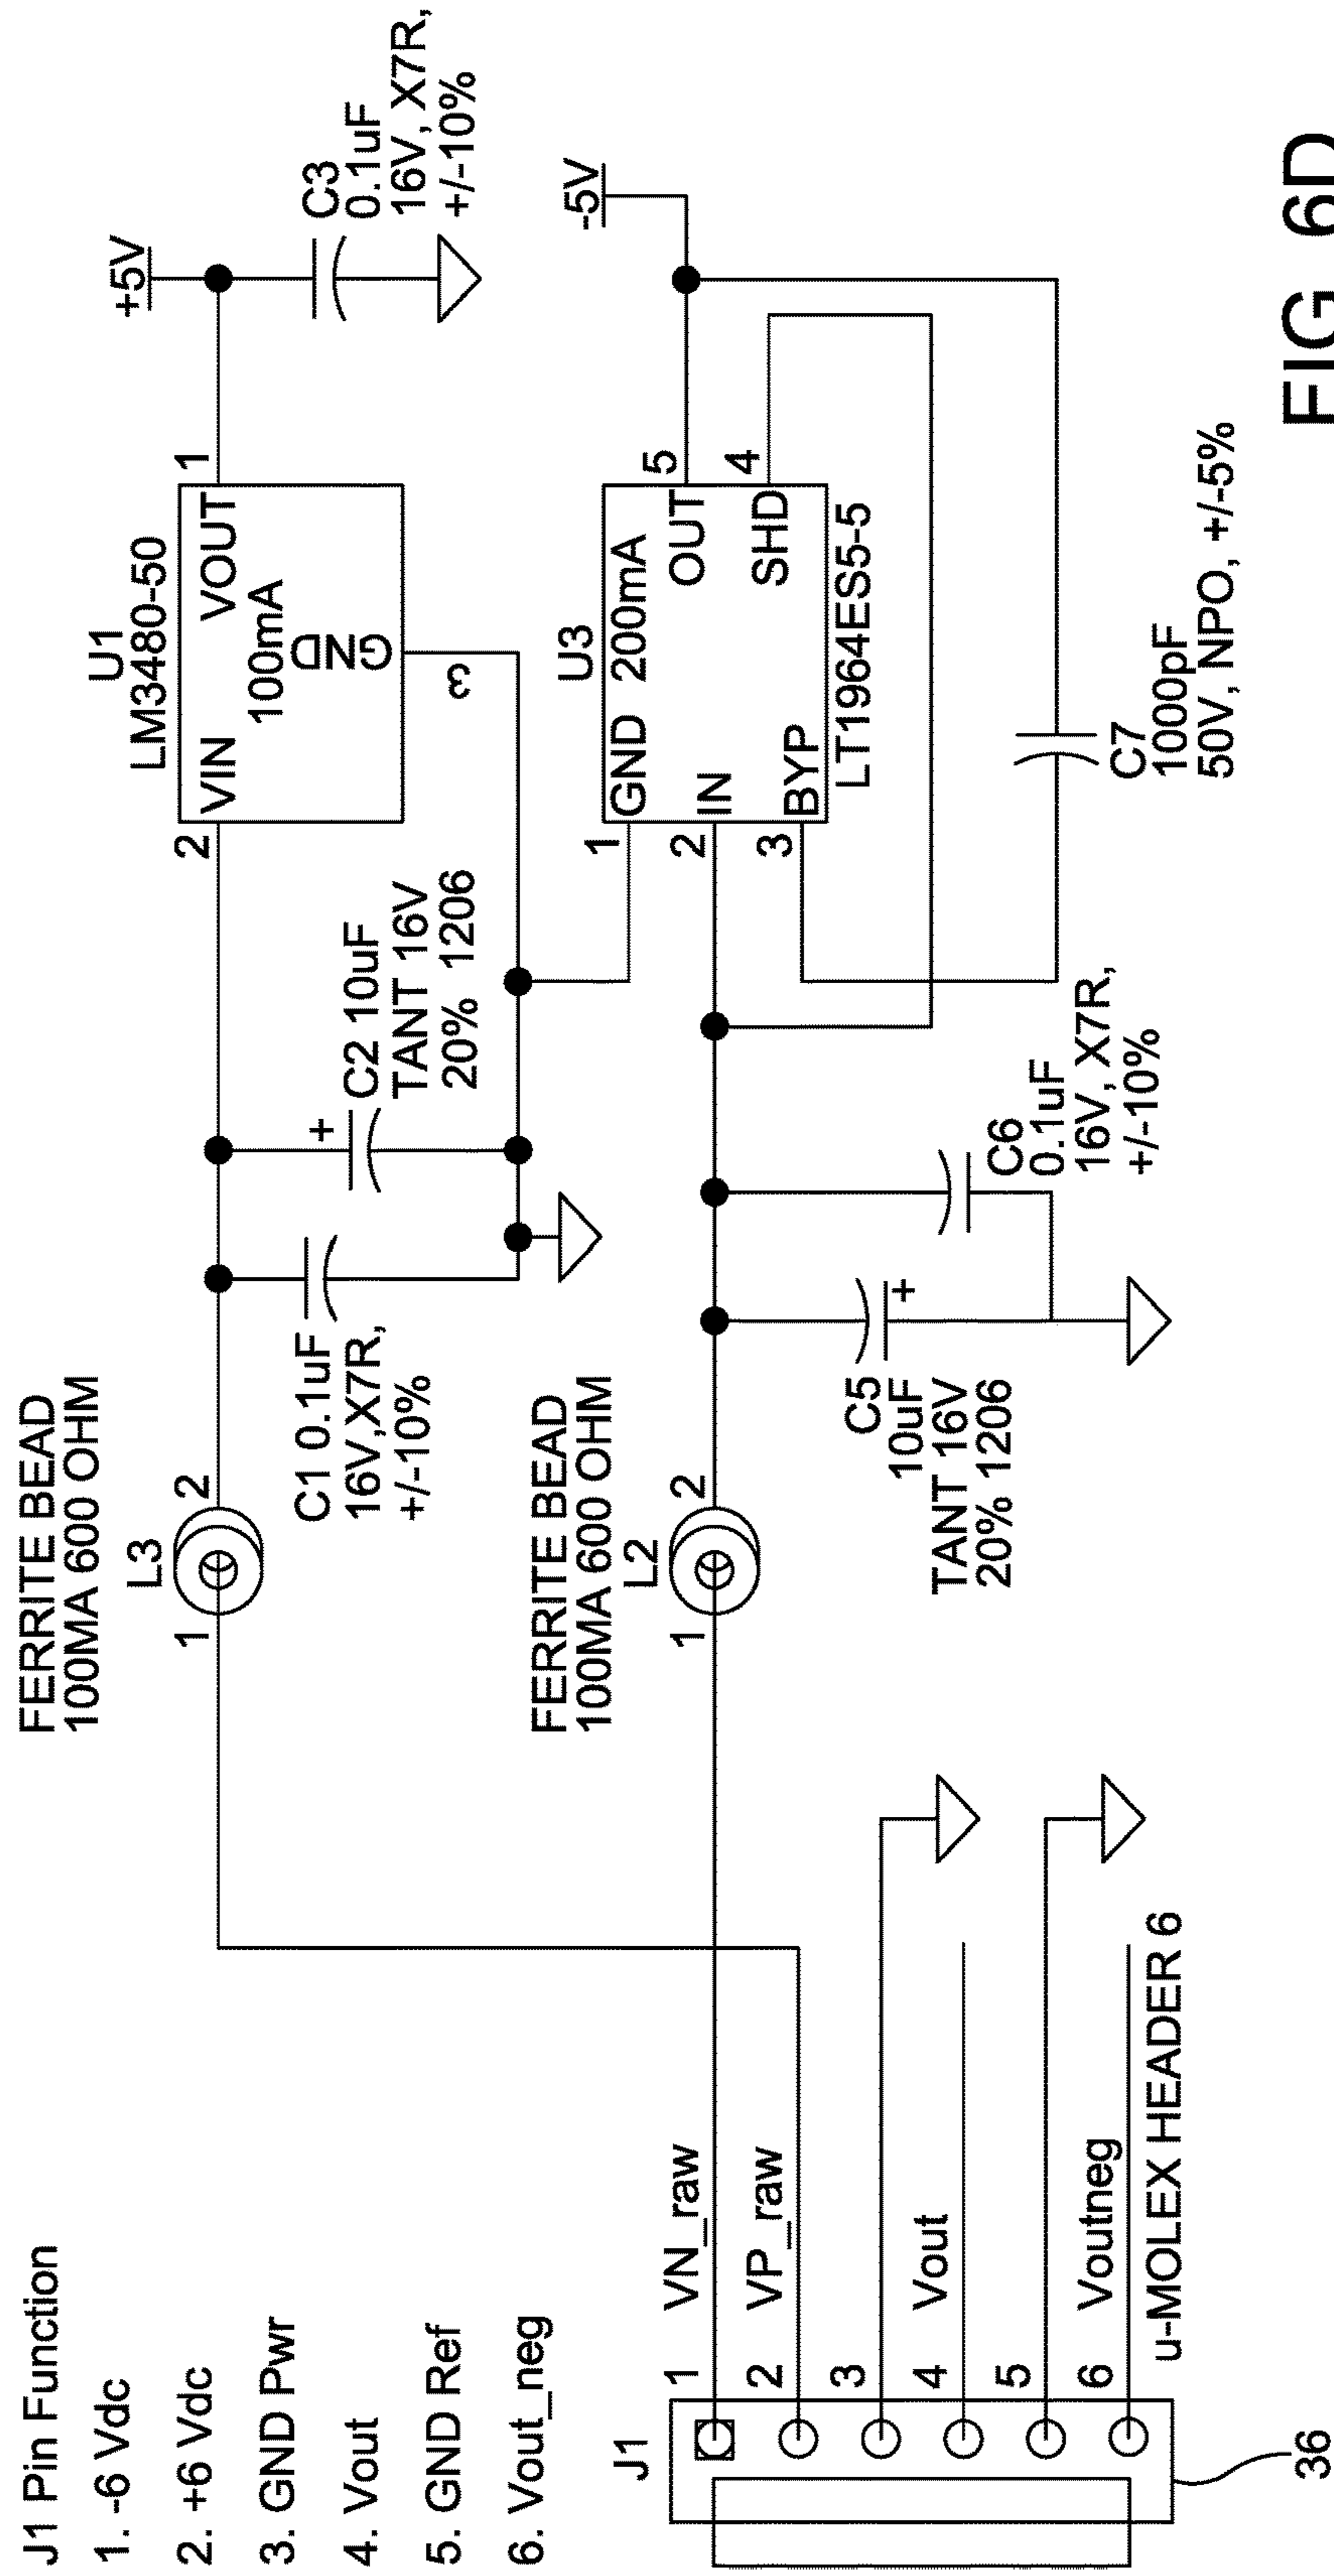 J1 Pin Function
1. -6 Vdc
2. +6 Vdc
3. GND Pwr
4. Vout
5. GND Ref
6. Vout_neg
FERRITE BEAD
100MA 600 OHM
L3
1
2
C1 0.1uF
16V,X7R,
+/-10%
+
C2 10uF
TANT 16V
20% 1206
U1
LM3480-50
2
VIN
VOUT
1
100mA
GND
3
+5V
C3
0.1uF
16V, X7R,
+/-10%
FERRITE BEAD
100MA 600 OHM
L2
1
2
C5
+
10uF
TANT 16V
20% 1206
C6
0.1uF
16V, X7R,
+/-10%
U3
1
GND 200mA
2
IN
OUT
5
3
BYP
SHD
4
LT1964ES5-5
-5V
C7
1000pF
50V, NPO, +/-5%
J1
1
VN_raw
2
VP_raw
3
4
Vout
5
6
Voutneg
u-MOLEX HEADER 6
36
FIG. 6D